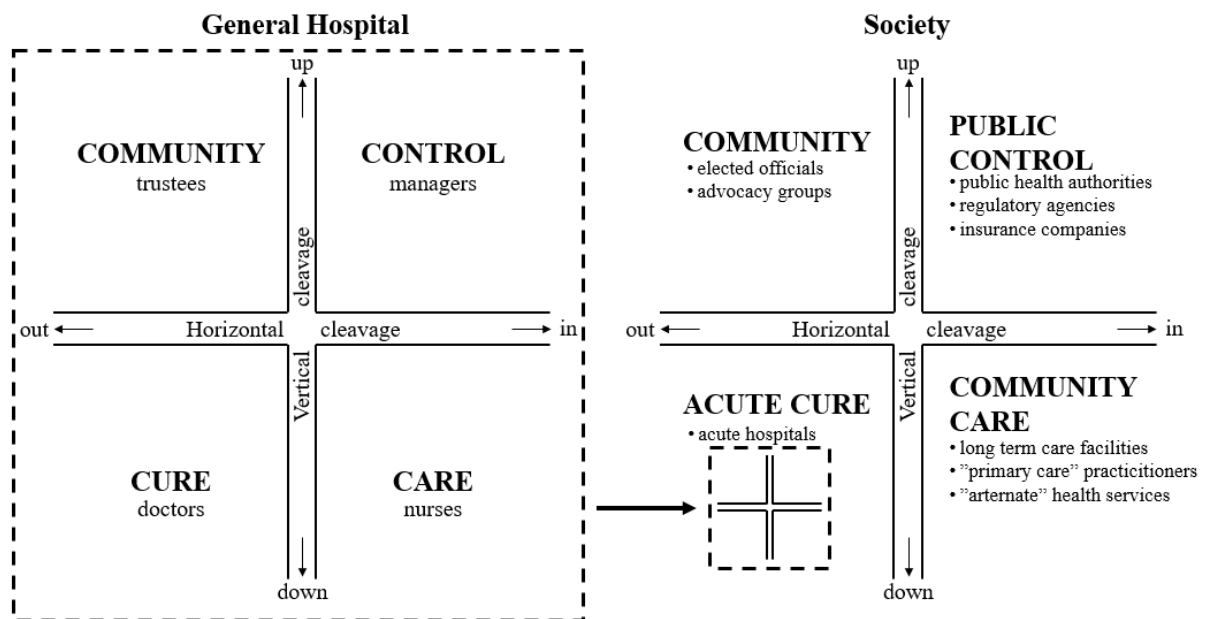 General Hospital
up
COMMUNITY
trustees
CONTROL
managers
cleavage
out
Horizontal
cleavage
in
Vertical
CURE
doctors
CARE
nurses
down
Society
up
COMMUNITY
• elected officials
• advocacy groups
PUBLIC
CONTROL
• public health authorities
• regulatory agencies
• insurance companies
cleavage
out
Horizontal
cleavage
in
Vertical
ACUTE CURE
• acute hospitals
COMMUNITY
CARE
• long term care facilities
• ”primary care” practicitioners
• ”arternate” health services
down